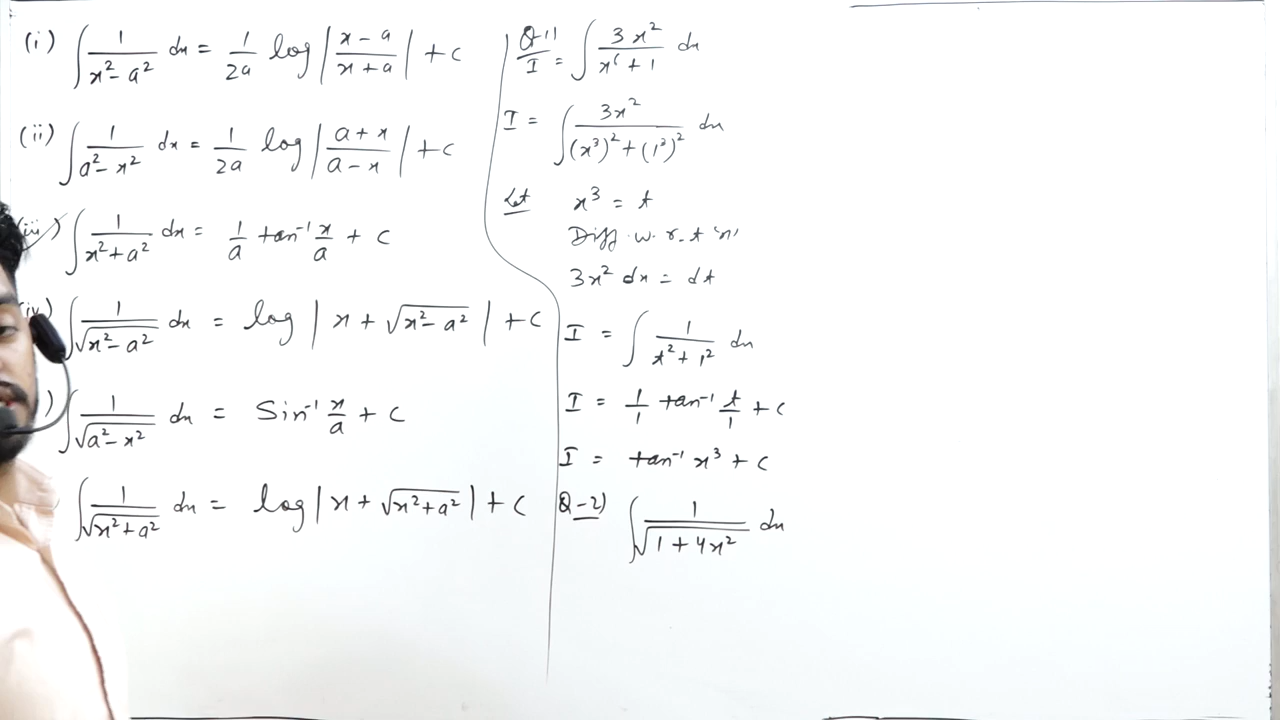 (i) ∫ 1/(x² - a²) dx = 1/2a log | (x - a)/(x + a) | + c
(ii) ∫ 1/(a² - x²) dx = 1/2a log | (a + x)/(a - x) | + c
(iii) ∫ 1/(x² + a²) dx = 1/a tan⁻¹ x/a + c
(iv) ∫ 1/√(x² - a²) dx = log | x + √(x² - a²) | + c
) ∫ 1/√(a² - x²) dx = Sin⁻¹ x/a + c
∫ 1/√(x² + a²) dx = log | x + √(x² + a²) | + c
Q-1) I = ∫ 3x²/(x⁶ + 1) dx
I = ∫ 3x²/((x³)² + (1²)²) dx
Let x³ = t
Diff. w. r. t 'x'
3x² dx = dt
I = ∫ 1/(t² + 1²) dx
I = 1/1 tan⁻¹ t/1 + c
I = tan⁻¹ x³ + c
Q-2) ∫ 1/√(1 + 4x²) dx